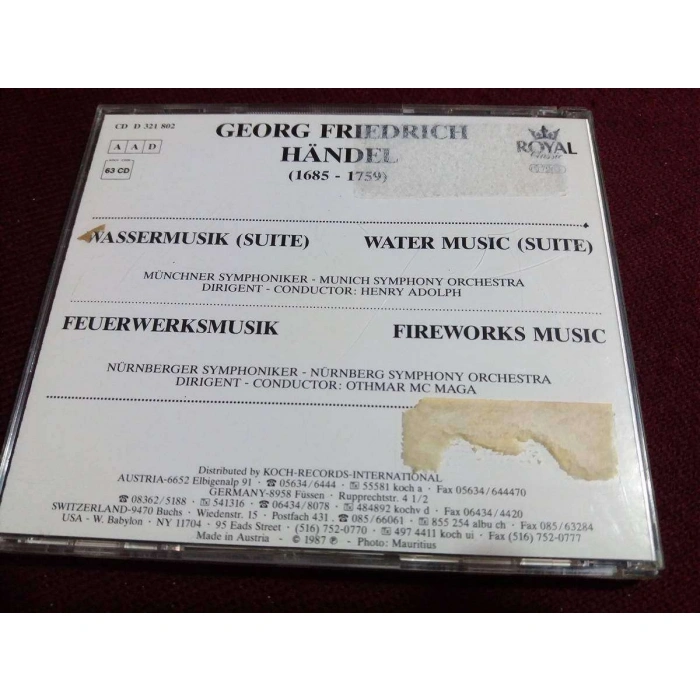 CD D 321 802
A A D
63 CD
GEORG FRIEDRICH
HÄNDEL
(1685 - 1759)
ROYAL
WASSERMUSIK (SUITE) WATER MUSIC (SUITE)
MÜNCHNER SYMPHONIKER - MUNICH SYMPHONY ORCHESTRA
DIRIGENT - CONDUCTOR: HENRY ADOLPH
FEUERWERKSMUSIK FIREWORKS MUSIC
NÜRNBERGER SYMPHONIKER - NÜRNBERG SYMPHONY ORCHESTRA
DIRIGENT - CONDUCTOR: OTHMAR MC MAGA
Distributed by KOCH-RECORDS-INTERNATIONAL
AUSTRIA-6652 Elbigenalp 91 · ☎ 05634/6444 · 55581 koch a · Fax 05634/644470
GERMANY-8958 Füssen · Rupprechtstr. 4 1/2
☎ 08362/5188 · 541316 · ☎ 06434/8078 · 484892 kochv d · Fax 06434/4420
SWITZERLAND-9470 Buchs · Wiedenstr. 15 · Postfach 431 · ☎ 085/66061 · 855 254 albu ch · Fax 085/63284
USA - W. Babylon · NY 11704 · 95 Eads Street · (516) 752-0770 · 497 4411 koch ui · Fax (516) 752-0777
Made in Austria · © 1987 ℗ · Photo: Mauritius